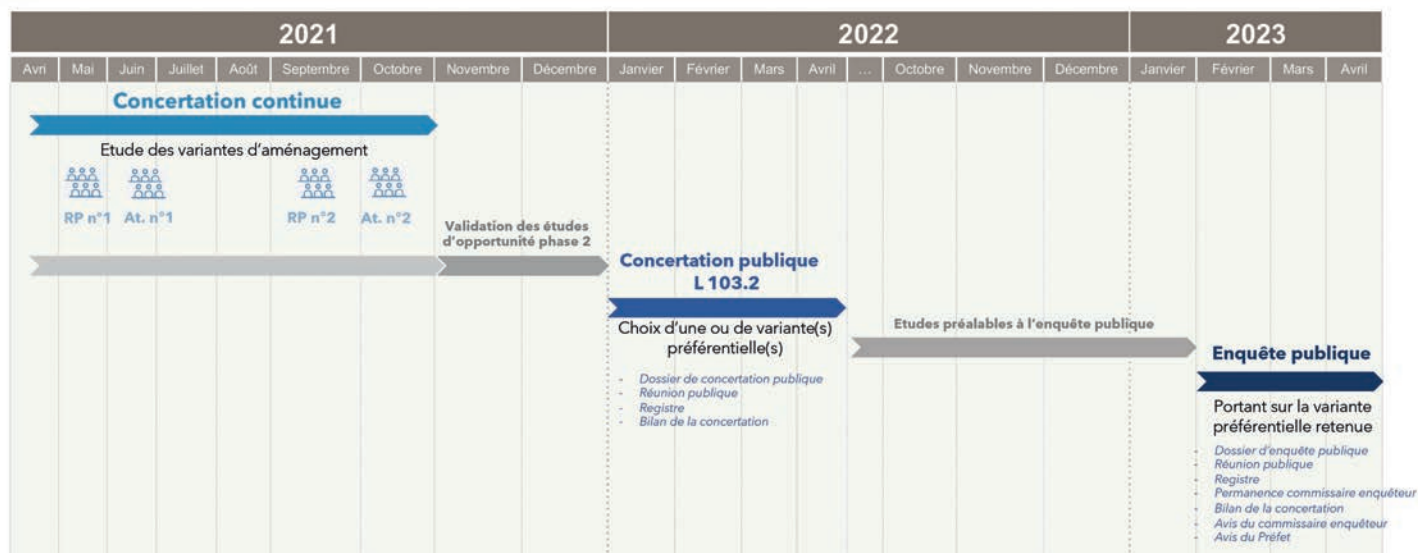 2021
2022
2023
Avri
Mai
Juin
Juillet
Août
Septembre
Octobre
Novembre
Décembre
Janvier
Février
Mars
Avril
...
Octobre
Novembre
Décembre
Janvier
Février
Mars
Avril
Concertation continue
Etude des variantes d'aménagement
RP n°1
At. n°1
RP n°2
At. n°2
Validation des études
d'opportunité phase 2
Concertation publique
L 103.2
Choix d'une ou de variante(s)
préférentielle(s)
- Dossier de concertation publique
- Réunion publique
- Registre
- Bilan de la concertation
Etudes préalables à l'enquête publique
Enquête publique
Portant sur la variante
préférentielle retenue
- Dossier d'enquête publique
- Réunion publique
- Registre
- Permanence commissaire enquêteur
- Bilan de la concertation
- Avis du commissaire enquêteur
- Avis du Préfet